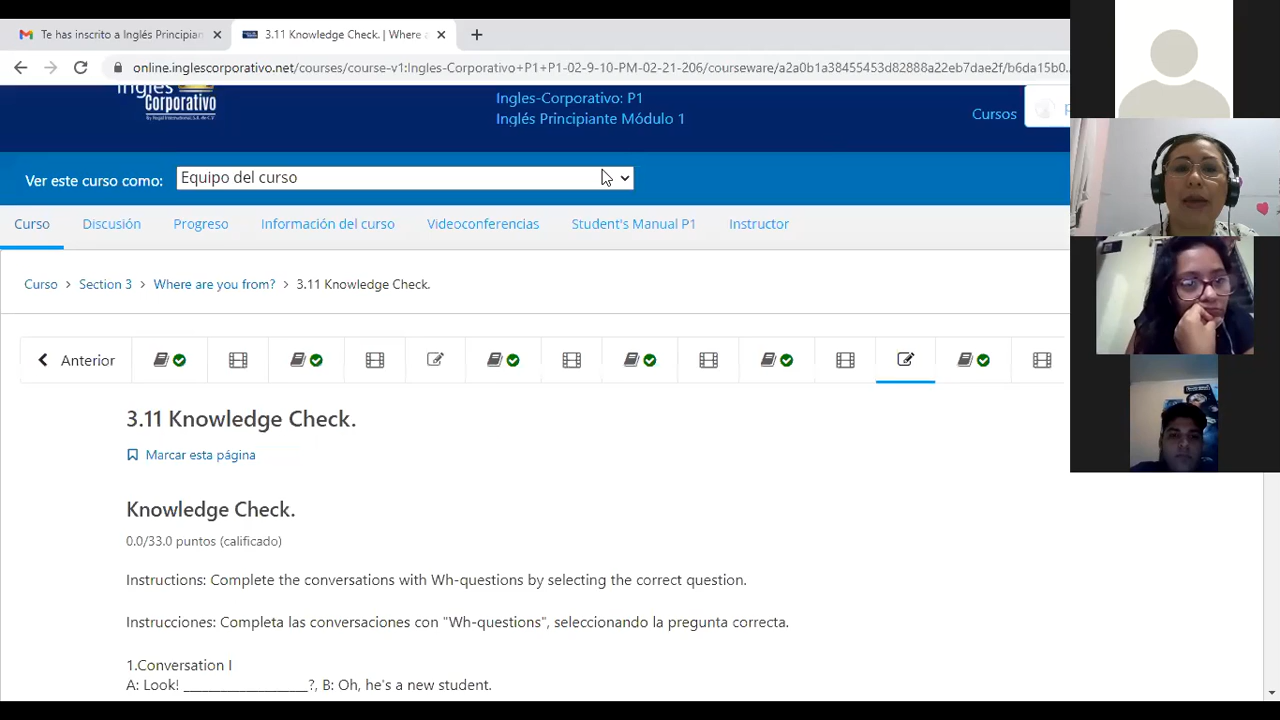 Te has inscrito a Inglés Principian
3.11 Knowledge Check. | Where a
online.inglescorporativo.net/courses/course-v1:Ingles-Corporativo+P1+P1-02-9-10-PM-02-21-206/courseware/a2a0b1a38455453d82888a22eb7dae2f/b6da15b0.
Inglés
Corporativo
Ingles-Corporativo: P1
Inglés Principiante Módulo 1
Cursos
Ver este curso como:
Equipo del curso
Curso
Discusión
Progreso
Información del curso
Videoconferencias
Student's Manual P1
Instructor
Curso > Section 3 > Where are you from? > 3.11 Knowledge Check.
Anterior
3.11 Knowledge Check.
Marcar esta página
Knowledge Check.
0.0/33.0 puntos (calificado)
Instructions: Complete the conversations with Wh-questions by selecting the correct question.
Instrucciones: Completa las conversaciones con "Wh-questions", seleccionando la pregunta correcta.
1.Conversation I
A: Look! ___________________?, B: Oh, he's a new student.